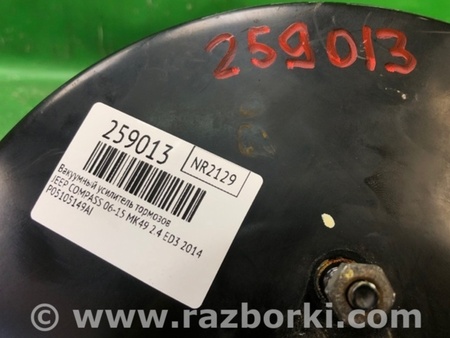 259013
259013
NR2129
Вакуумный усилитель тормозов
JEEP COMPASS 06-15 MK49 2.4 ED3 2014
P05105149AI
© www.razborki.com